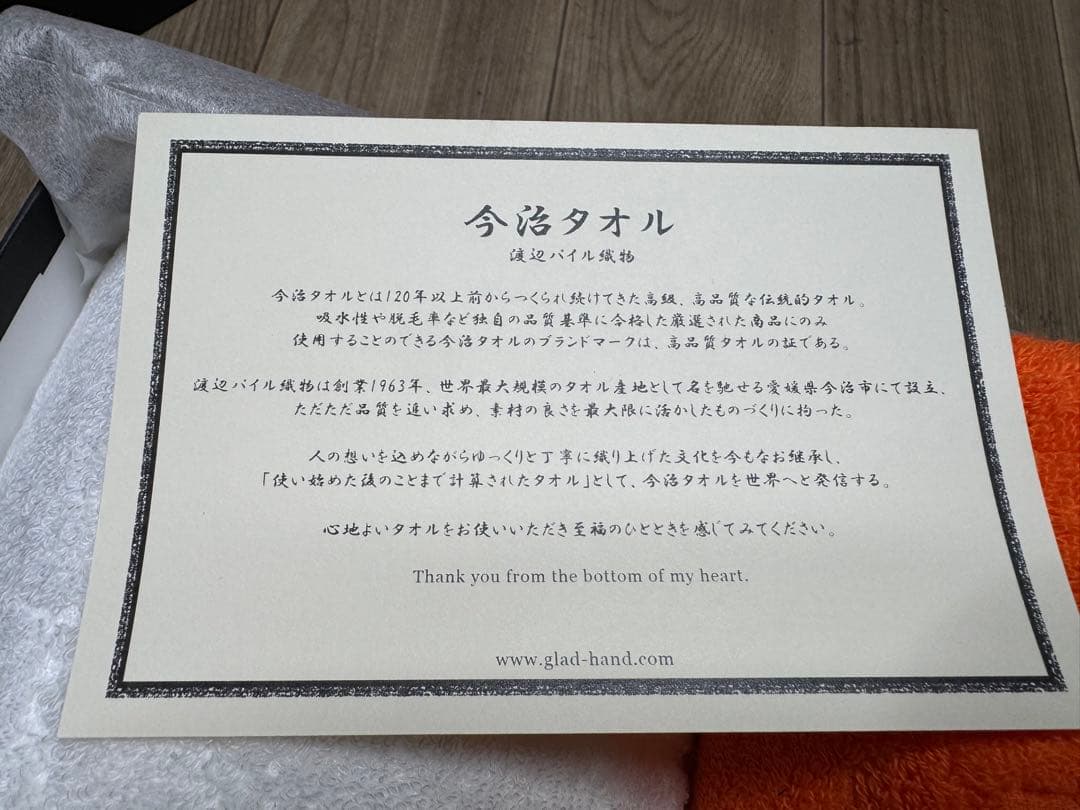 今治タオル
渡辺パイル織物
今治タオルとは120年以上前からつくられ続けてきた高級、高品質な伝統的タオル。
吸水性や脱毛率など独自の品質基準に合格した厳選された商品にのみ
使用することのできる今治タオルのブランドマークは、高品質タオルの証である。
渡辺パイル織物は創業1963年、世界最大規模のタオル産地として名を馳せる愛媛県今治市にて設立、
ただただ品質を追い求め、素材の良さを最大限に活かしたものづくりに拘った。
人の想いを込めながらゆっくりと丁寧に織り上げた文化を今もなお継承し、
「使い始めた後のことまで計算されたタオル」として、今治タオルを世界へと発信する。
心地よいタオルをお使いいただき至福のひとときを感じてみてください。
Thank you from the bottom of my heart.
www.glad-hand.com